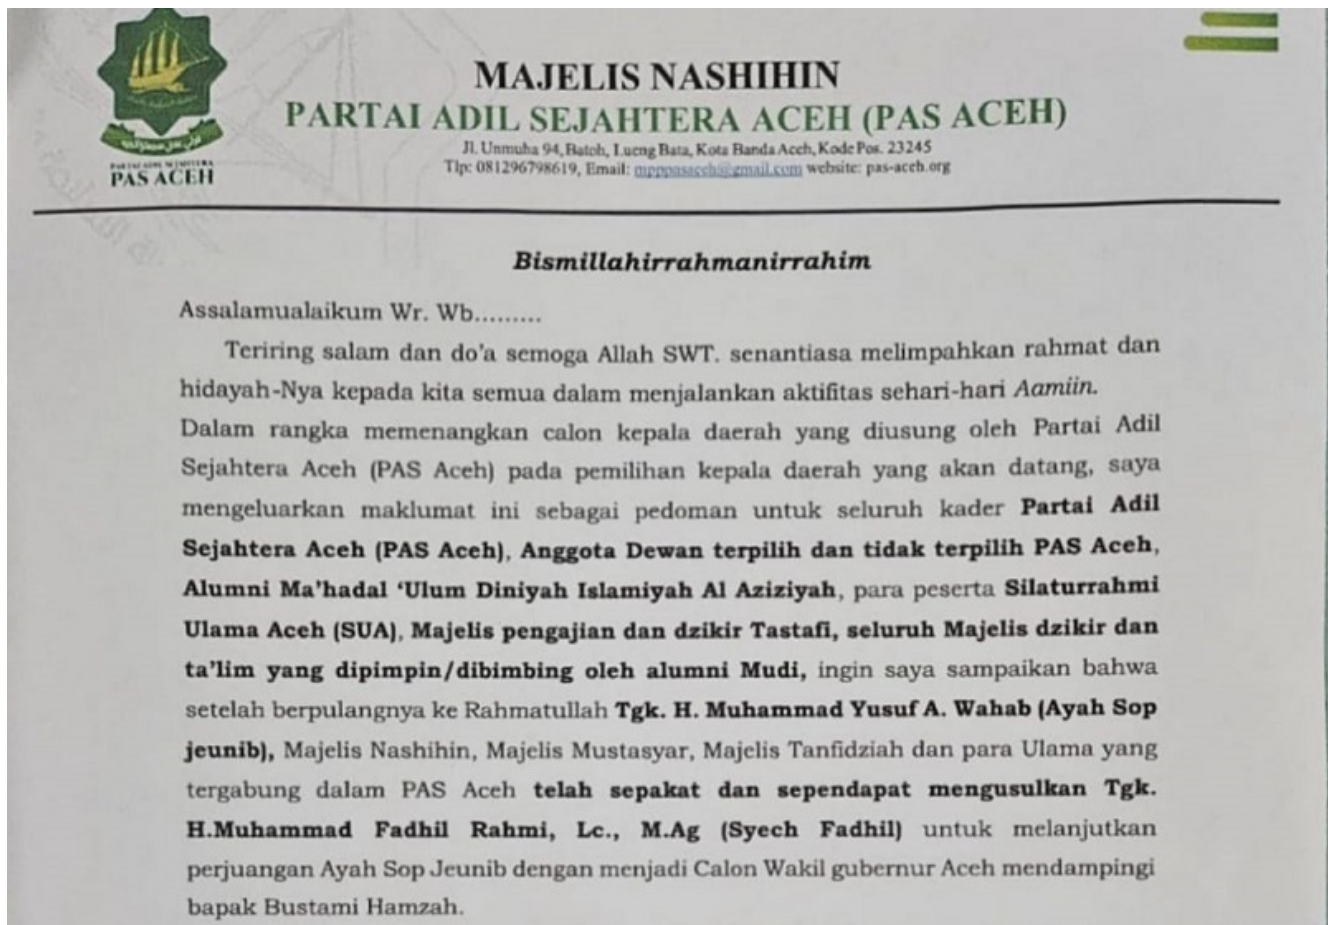 MAJELIS NASHIHIN
PARTAI ADIL SEJAHTERA ACEH (PAS ACEH)
Jl. Unmuha 94, Batoh, Lueng Bata, Kota Banda Aceh, Kode Pos. 23245
Tlp: 081296798619, Email: mpppasaceh@gmail.com website: pas-aceh.org
PARTAI ADIL SEJAHTERA
PAS ACEH
Bismillahirrahmanirrahim
Assalamualaikum Wr. Wb.........
Teriring salam dan do'a semoga Allah SWT. senantiasa melimpahkan rahmat dan
hidayah-Nya kepada kita semua dalam menjalankan aktifitas sehari-hari Aamiin.
Dalam rangka memenangkan calon kepala daerah yang diusung oleh Partai Adil
Sejahtera Aceh (PAS Aceh) pada pemilihan kepala daerah yang akan datang, saya
mengeluarkan maklumat ini sebagai pedoman untuk seluruh kader Partai Adil
Sejahtera Aceh (PAS Aceh), Anggota Dewan terpilih dan tidak terpilih PAS Aceh,
Alumni Ma'hadal 'Ulum Diniyah Islamiyah Al Aziziyah, para peserta Silaturrahmi
Ulama Aceh (SUA), Majelis pengajian dan dzikir Tastafi, seluruh Majelis dzikir dan
ta'lim yang dipimpin/dibimbing oleh alumni Mudi, ingin saya sampaikan bahwa
setelah berpulangnya ke Rahmatullah Tgk. H. Muhammad Yusuf A. Wahab (Ayah Sop
jeunib), Majelis Nashihin, Majelis Mustasyar, Majelis Tanfidziah dan para Ulama yang
tergabung dalam PAS Aceh telah sepakat dan sependapat mengusulkan Tgk.
H.Muhammad Fadhil Rahmi, Lc., M.Ag (Syech Fadhil) untuk melanjutkan
perjuangan Ayah Sop Jeunib dengan menjadi Calon Wakil gubernur Aceh mendampingi
bapak Bustami Hamzah.